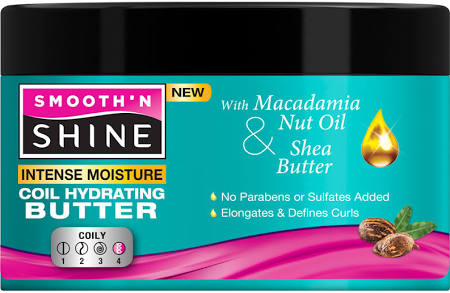 SMOOTH'N
SHINE
NEW
INTENSE MOISTURE
COIL HYDRATING
BUTTER
COILY
1 2 3 4
With Macadamia
Nut Oil
& Shea
Butter
No Parabens or Sulfates Added
Elongates & Defines Curls